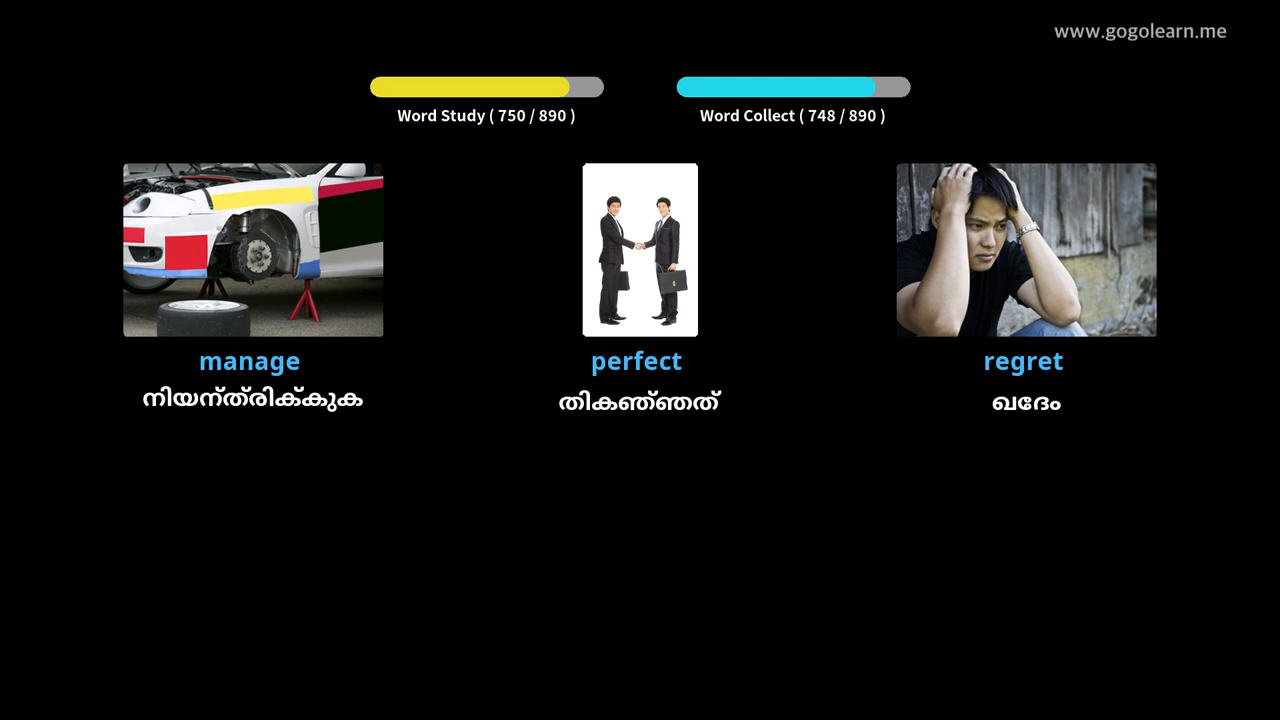 www.gogolearn.me
Word Study ( 750 / 890 )
Word Collect ( 748 / 890 )
manage
നിയന്ത്രിക്കുക
perfect
തികഞ്ഞത്
regret
ഖേദം